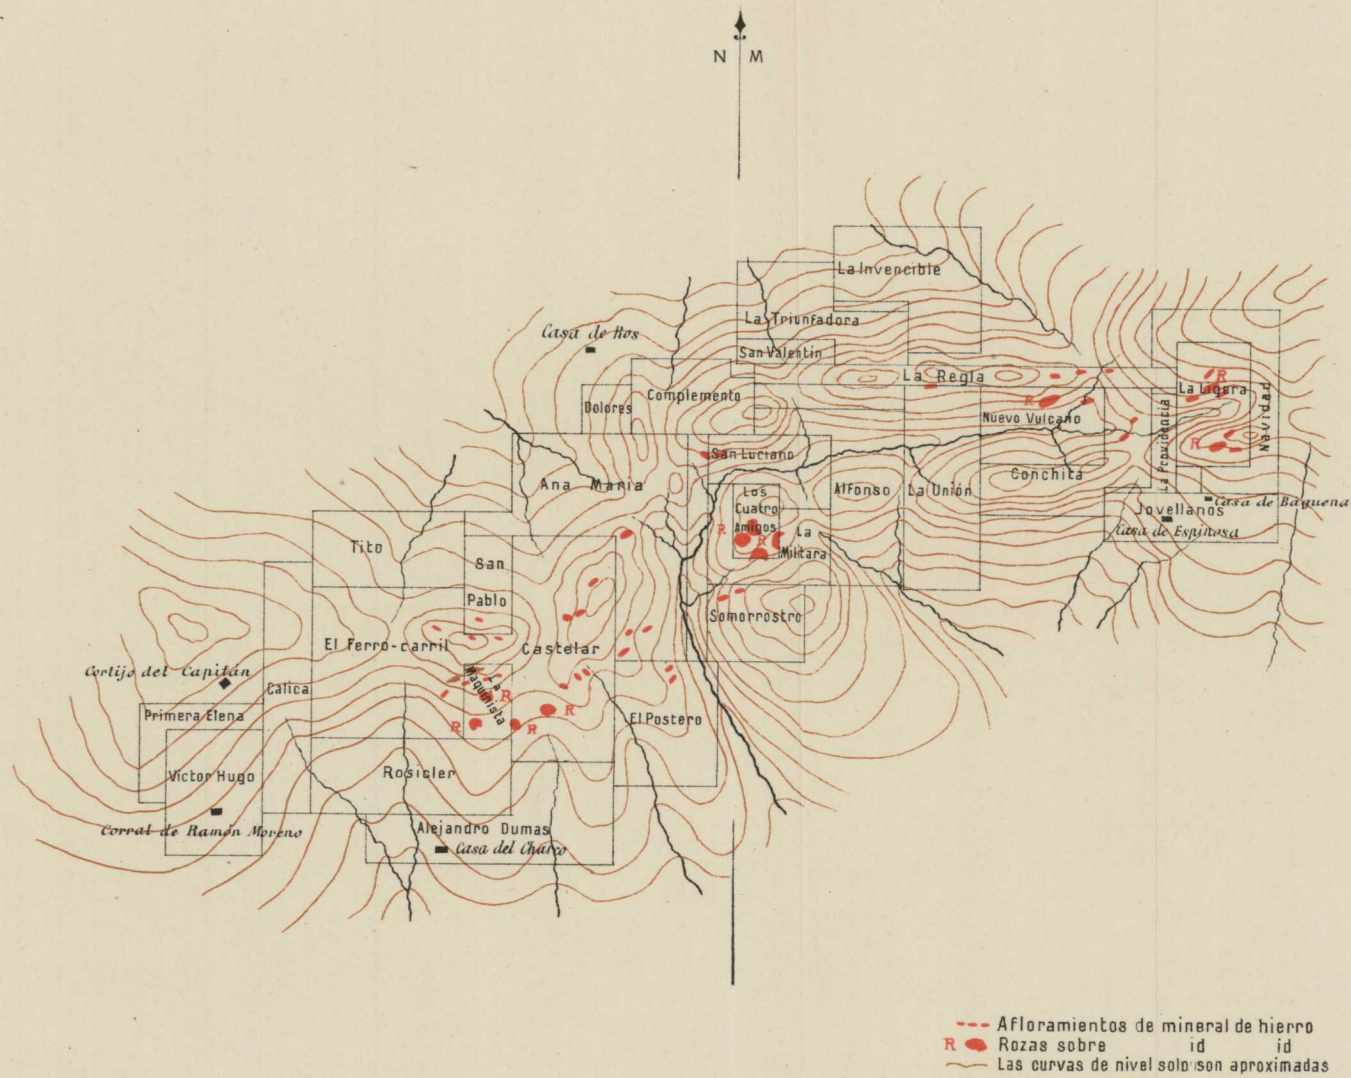 N M
La Invencible
La Triunfadora
San Valentin
Casa de Ros
La Regla
Complemento
Dolores
Nuevo Vulcano
R
La Ligera
R
La Providencia
Navidad
R
San Luciano
Ana Maria
Los
Cuatro
Amigos
R
R
Alfonso
La Unión
Conchita
Casa de Baguena
Jovellanos
Casa de Espinosa
La
Militara
Tito
San
Pablo
Somorrostro
El Ferro-carril
Castelar
Cortijo del Capitán
Calica
La
Maquinista
R
R
R
R
Primera Elena
El Postero
Victor Hugo
Rosicler
Corral de Ramón Moreno
Alejandro Dumas
Casa del Charco
Afloramientos de mineral de hierro
R Rozas sobre id id
Las curvas de nivel solo son aproximadas